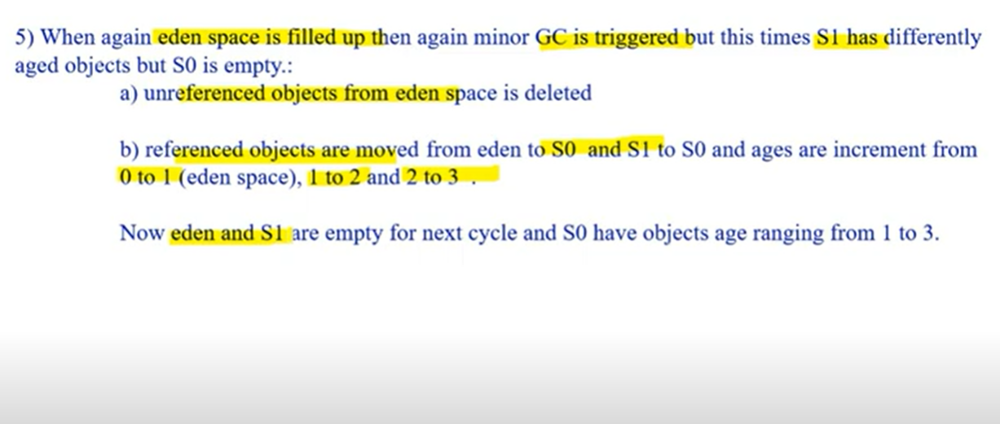 5) When again eden space is filled up then again minor GC is triggered but this times S1 has differently
aged objects but S0 is empty.:
a) unreferenced objects from eden space is deleted
b) referenced objects are moved from eden to S0 and S1 to S0 and ages are increment from
0 to 1 (eden space), 1 to 2 and 2 to 3 .
Now eden and S1 are empty for next cycle and S0 have objects age ranging from 1 to 3.